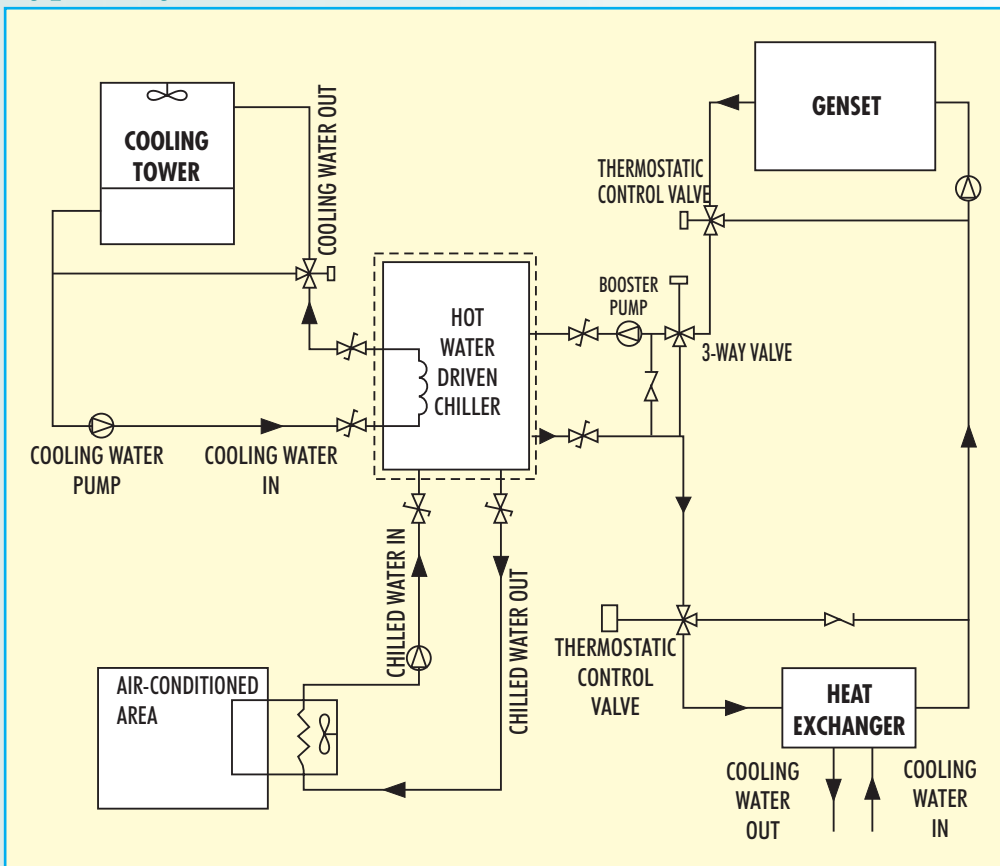 COOLING
TOWER
COOLING WATER OUT
GENSET
THERMOSTATIC
CONTROL VALVE
HOT
WATER
DRIVEN
CHILLER
BOOSTER
PUMP
3-WAY VALVE
COOLING WATER
PUMP
COOLING WATER
IN
CHILLED WATER IN
CHILLED WATER OUT
THERMOSTATIC
CONTROL
VALVE
AIR-CONDITIONED
AREA
HEAT
EXCHANGER
COOLING
WATER
OUT
COOLING
WATER
IN